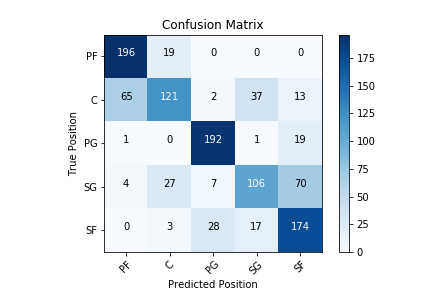 Confusion Matrix
PF 196 19 0 0 0
C 65 121 2 37 13
PG 1 0 192 1 19
SG 4 27 7 106 70
SF 0 3 28 17 174
PF C PG SG SF
True Position
Predicted Position
175
150
125
100
75
50
25
0